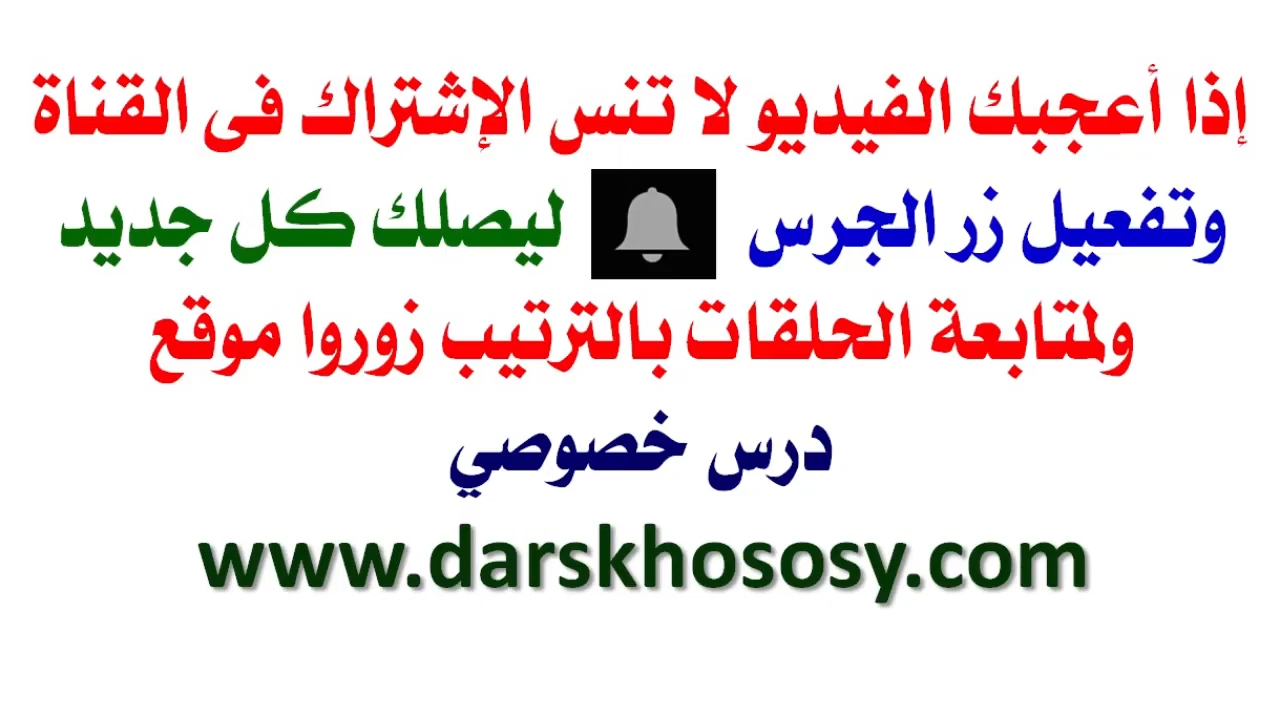 إذا أعجبك الفيديو لا تنس الإشتراك فى القناة
وتفعيل زر الجرس ليصلك كل جديد
ولمتابعة الحلقات بالترتيب زوروا موقع
درس خصوصي
www.darskhososy.com